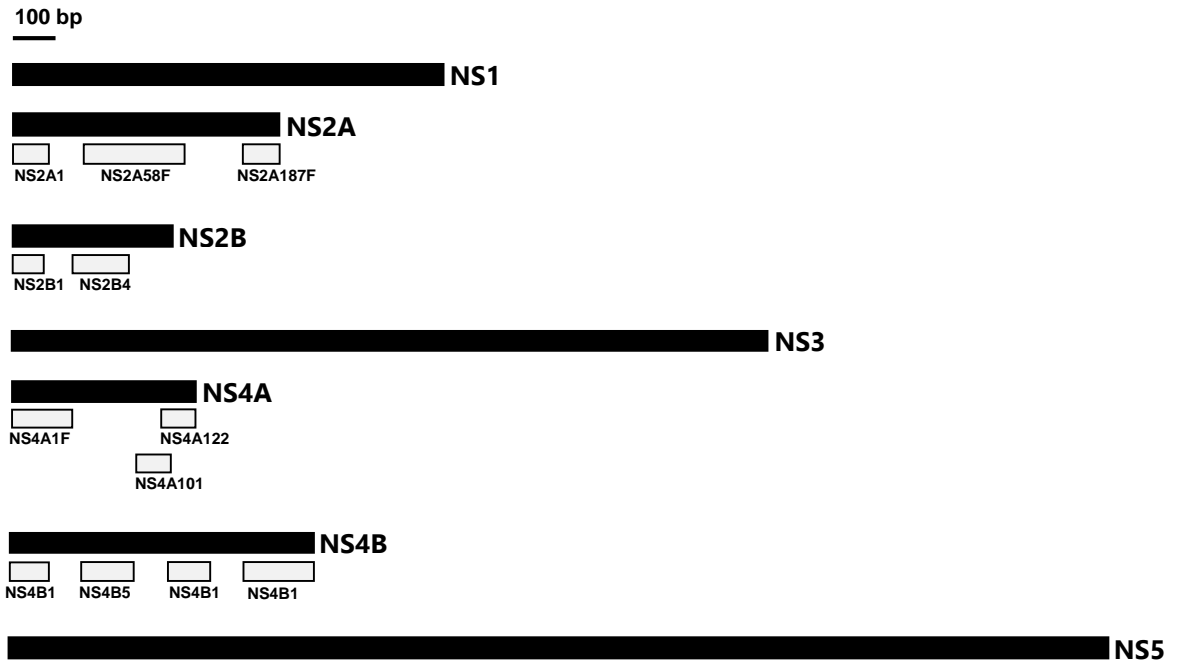 100 bp
NS1
NS2A
NS2A1 NS2A58F NS2A187F
NS2B
NS2B1 NS2B4
NS3
NS4A
NS4A1F NS4A122
NS4A101
NS4B
NS4B1 NS4B5 NS4B1 NS4B1
NS5